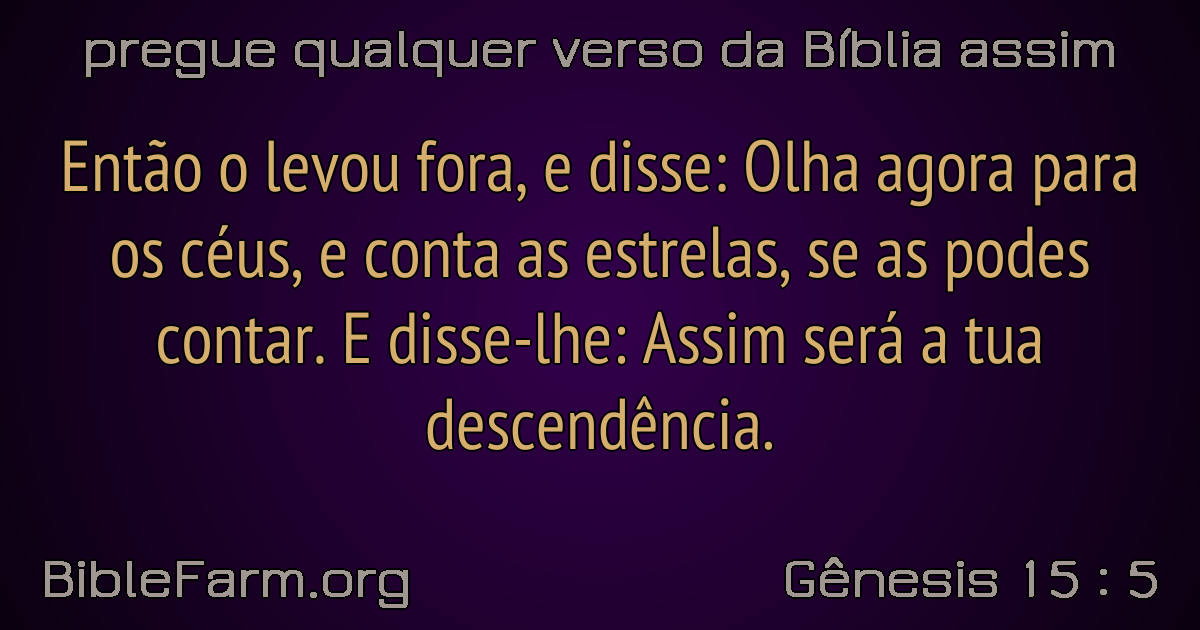 pregue qualquer verso da Bíblia assim
Então o levou fora, e disse: Olha agora para
os céus, e conta as estrelas, se as podes
contar. E disse-lhe: Assim será a tua
descendência.
BibleFarm.org
Gênesis 15 : 5